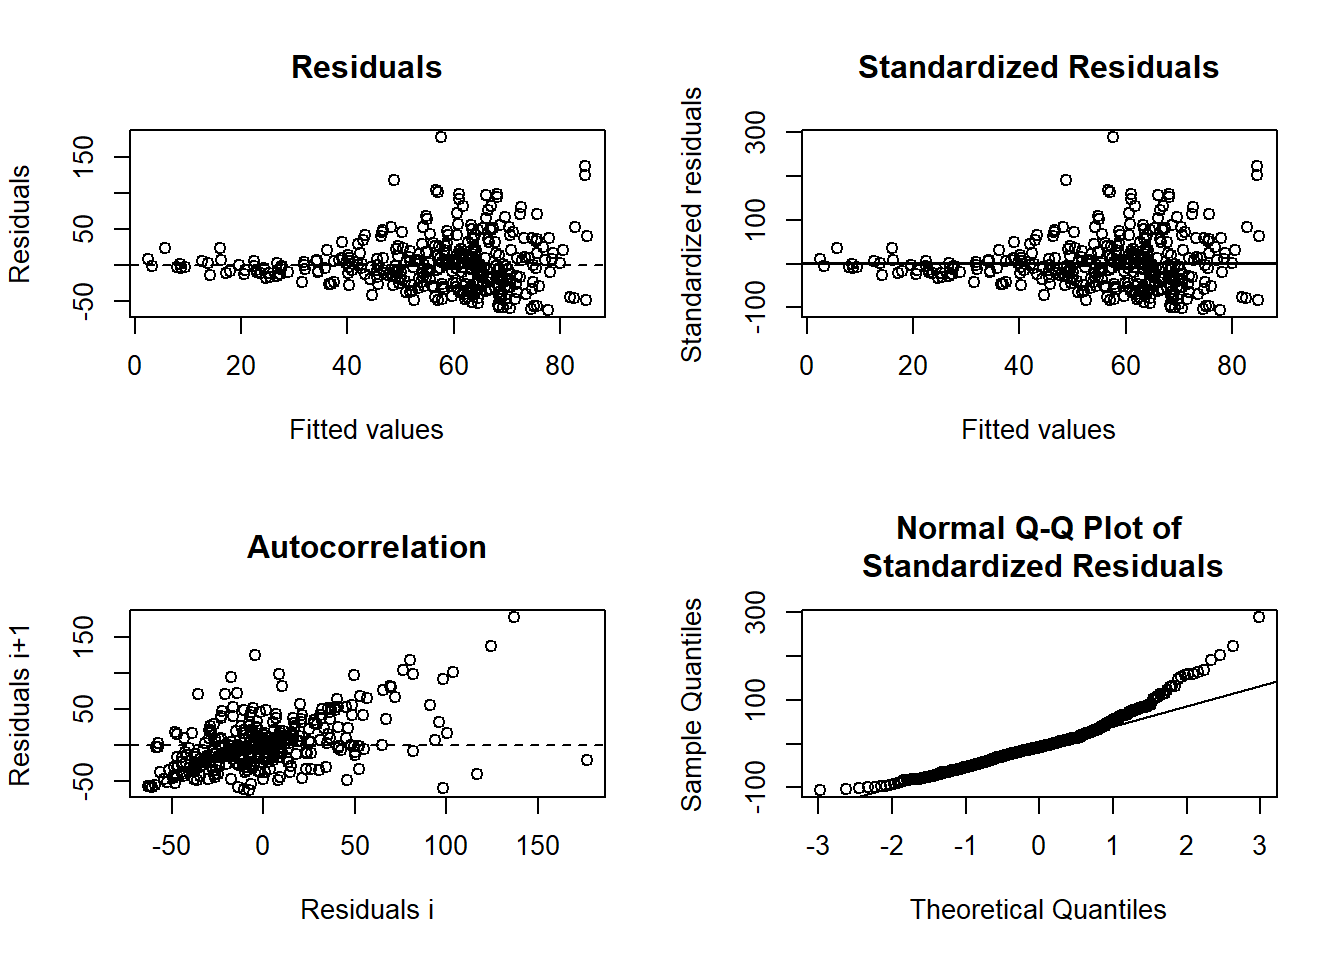 Residuals
Residuals
150
50
-50
0 20 40 60 80
Fitted values
Standardized Residuals
Standardized residuals
300
100
-100
0 20 40 60 80
Fitted values
Autocorrelation
Residuals i+1
150
50
-50
-50 0 50 100 150
Residuals i
Normal Q-Q Plot of
Standardized Residuals
Sample Quantiles
300
100
-100
-3 -2 -1 0 1 2 3
Theoretical Quantiles